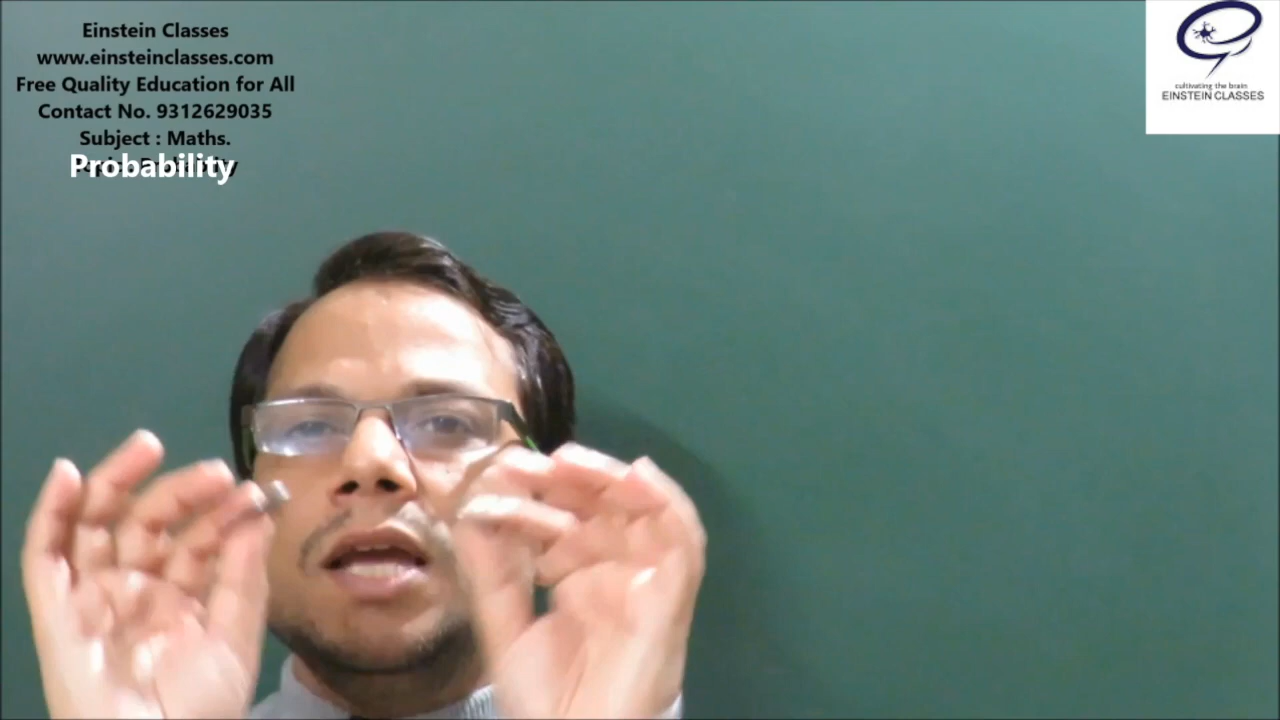 Einstein Classes
www.einsteinclasses.com
Free Quality Education for All
Contact No. 9312629035
Subject : Maths.
Probability
cultivating the brain
EINSTEIN CLASSES